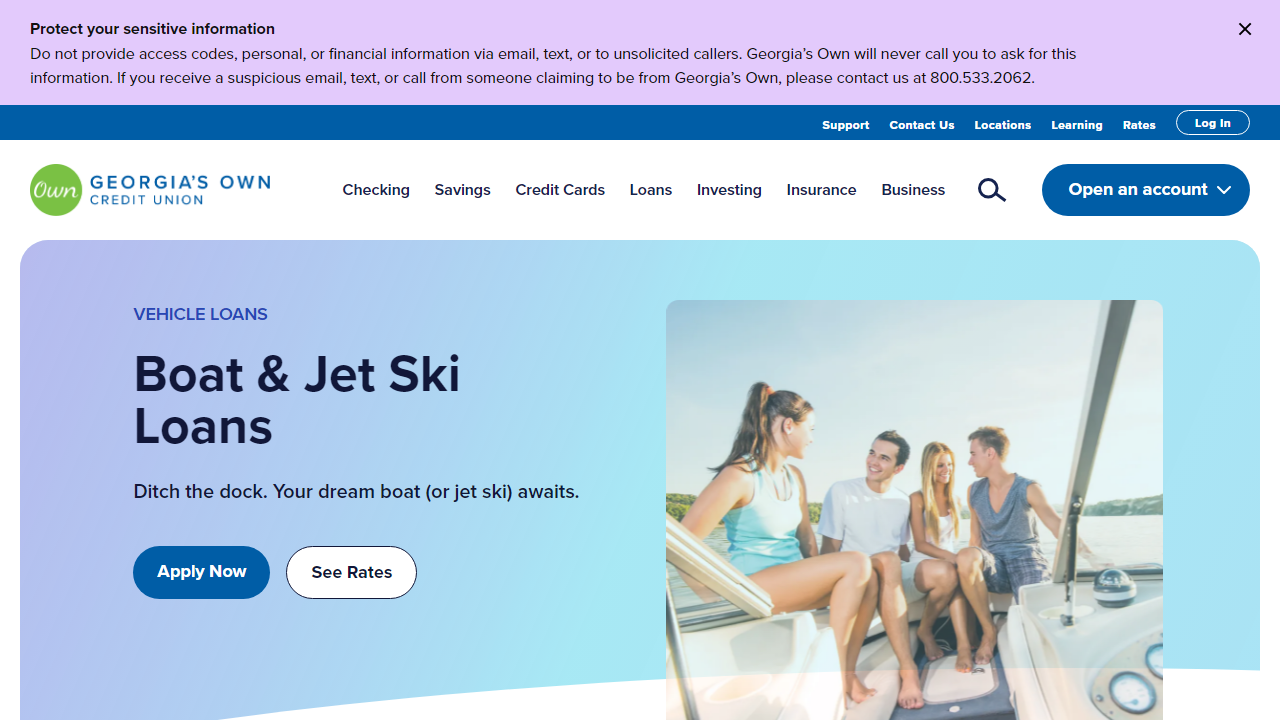 Protect your sensitive information
Do not provide access codes, personal, or financial information via email, text, or to unsolicited callers. Georgia’s Own will never call you to ask for this
information. If you receive a suspicious email, text, or call from someone claiming to be from Georgia’s Own, please contact us at 800.533.2062.
Support Contact Us Locations Learning Rates Log In
Own GEORGIA'S OWN
CREDIT UNION
Checking Savings Credit Cards Loans Investing Insurance Business Open an account
VEHICLE LOANS
Boat & Jet Ski
Loans
Ditch the dock. Your dream boat (or jet ski) awaits.
Apply Now See Rates